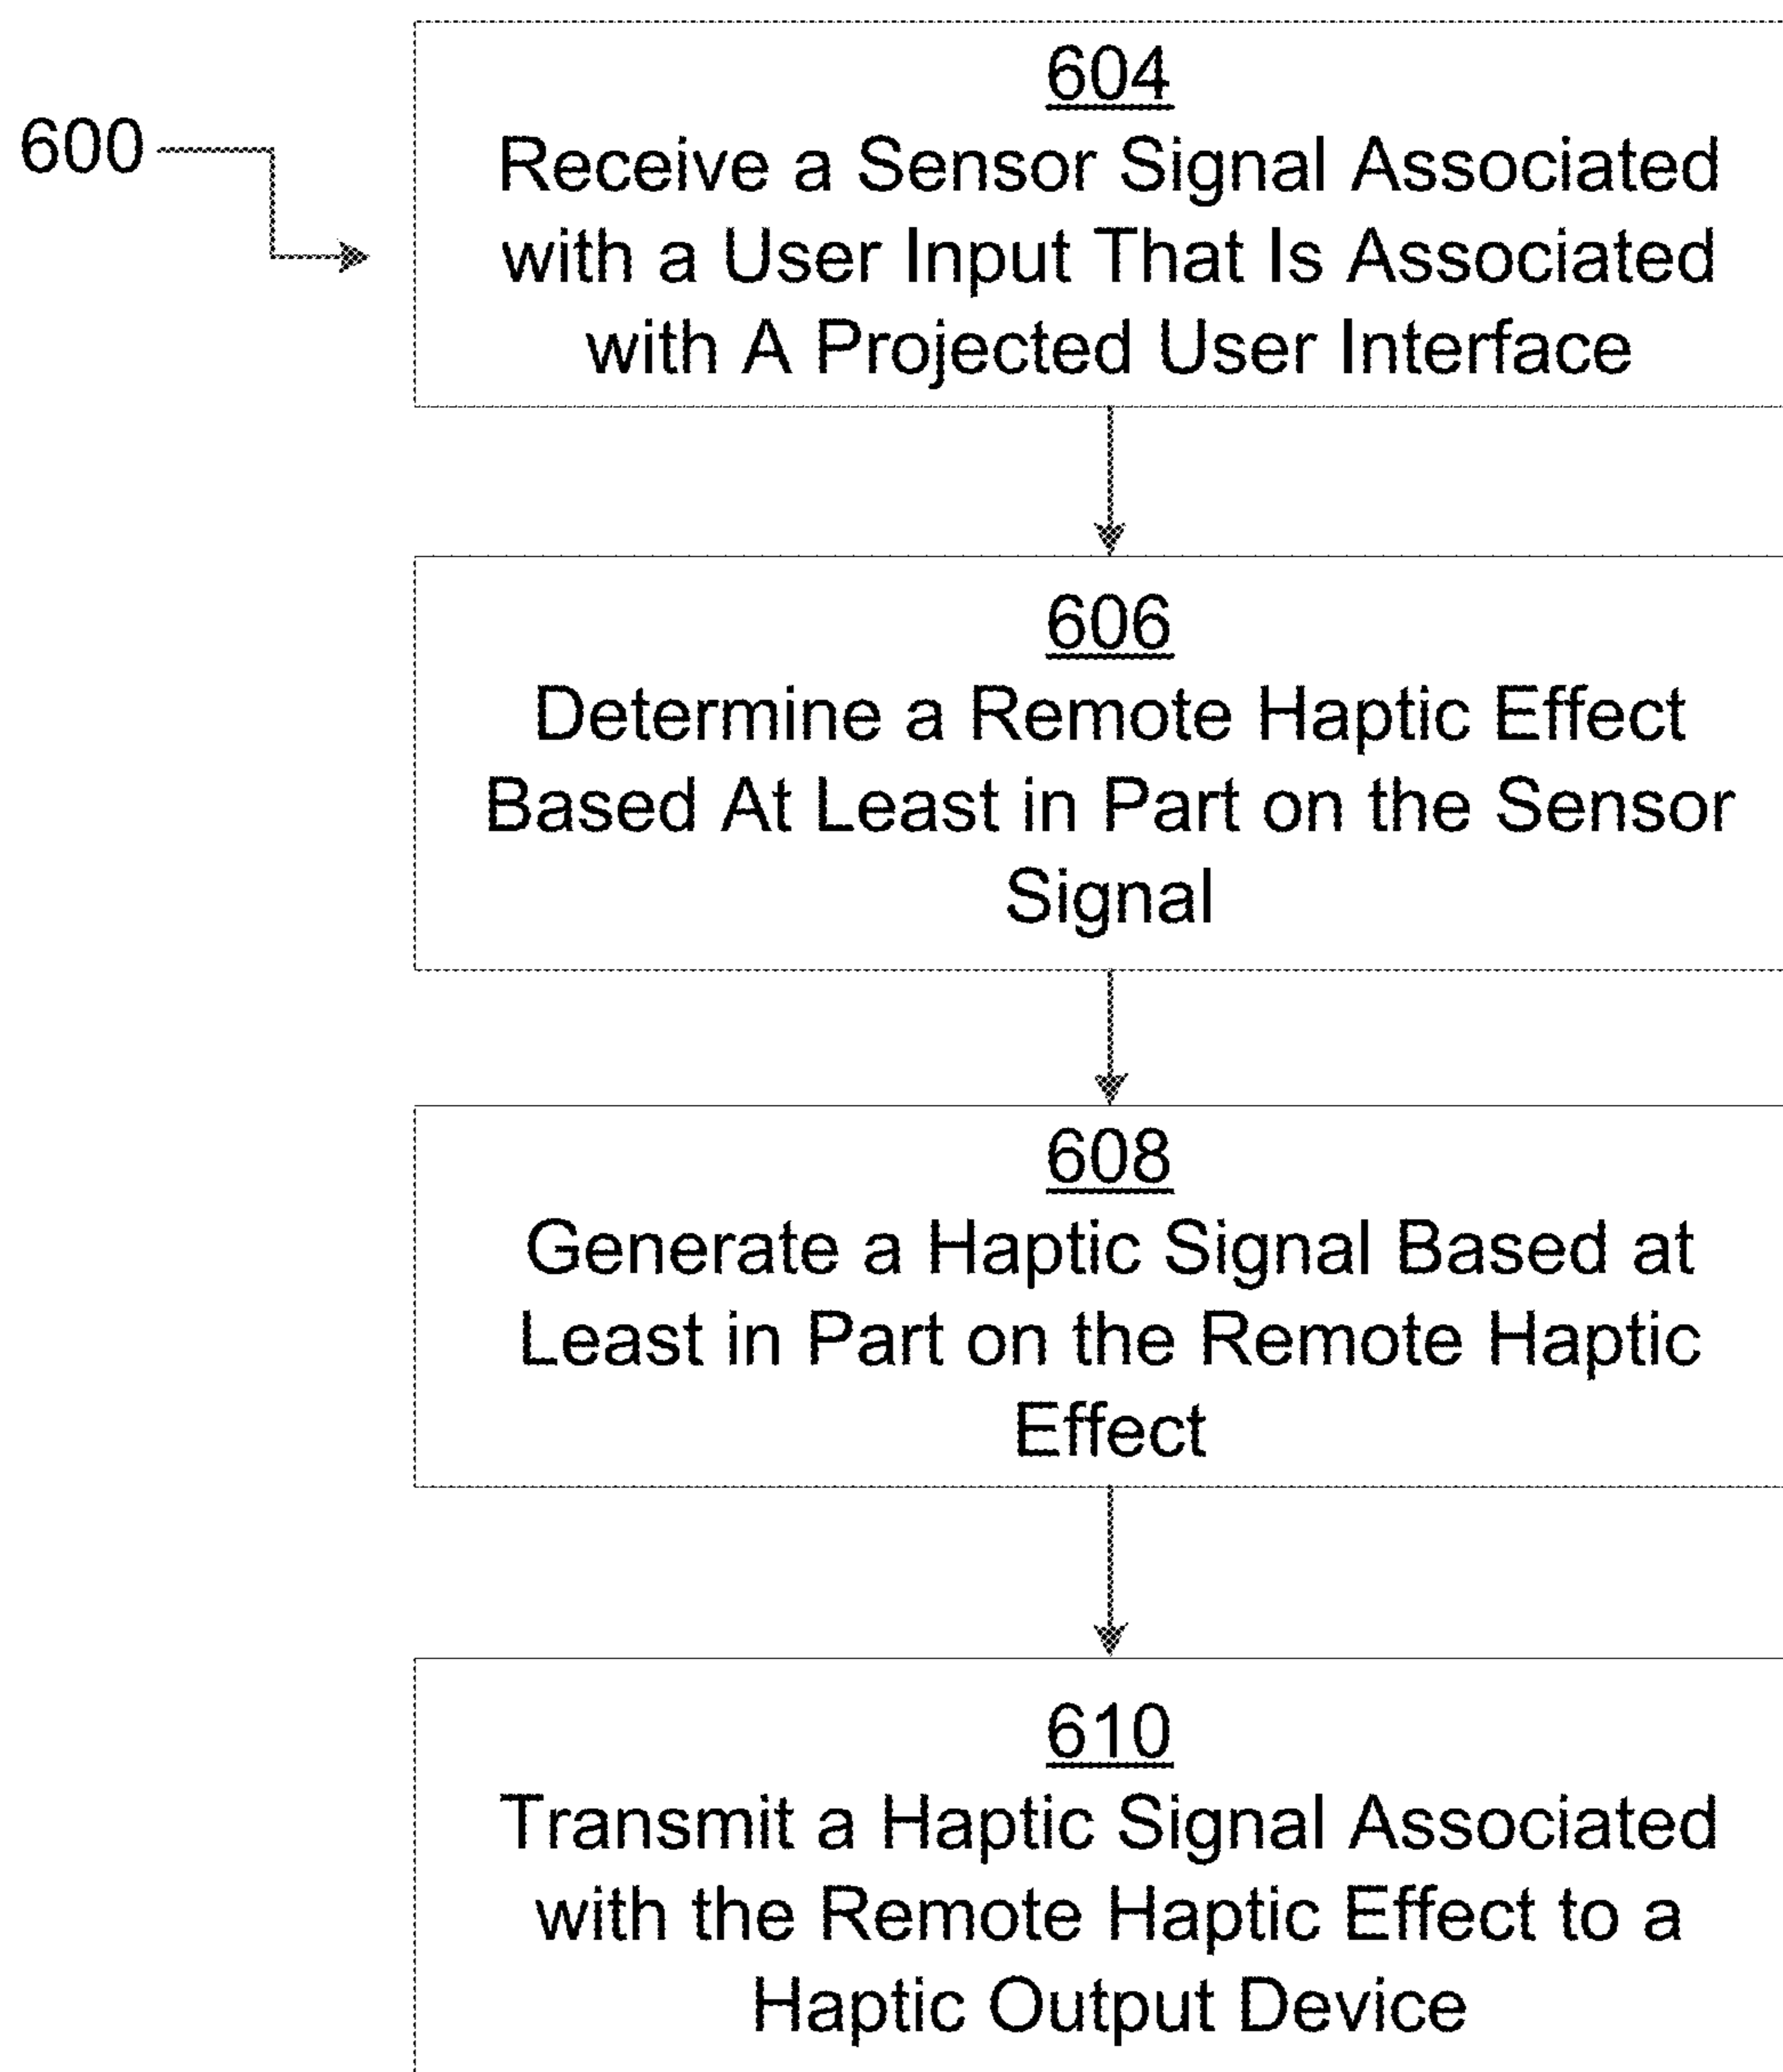 600
604
Receive a Sensor Signal Associated
with a User Input That Is Associated
with A Projected User Interface
606
Determine a Remote Haptic Effect
Based At Least in Part on the Sensor
Signal
608
Generate a Haptic Signal Based at
Least in Part on the Remote Haptic
Effect
610
Transmit a Haptic Signal Associated
with the Remote Haptic Effect to a
Haptic Output Device